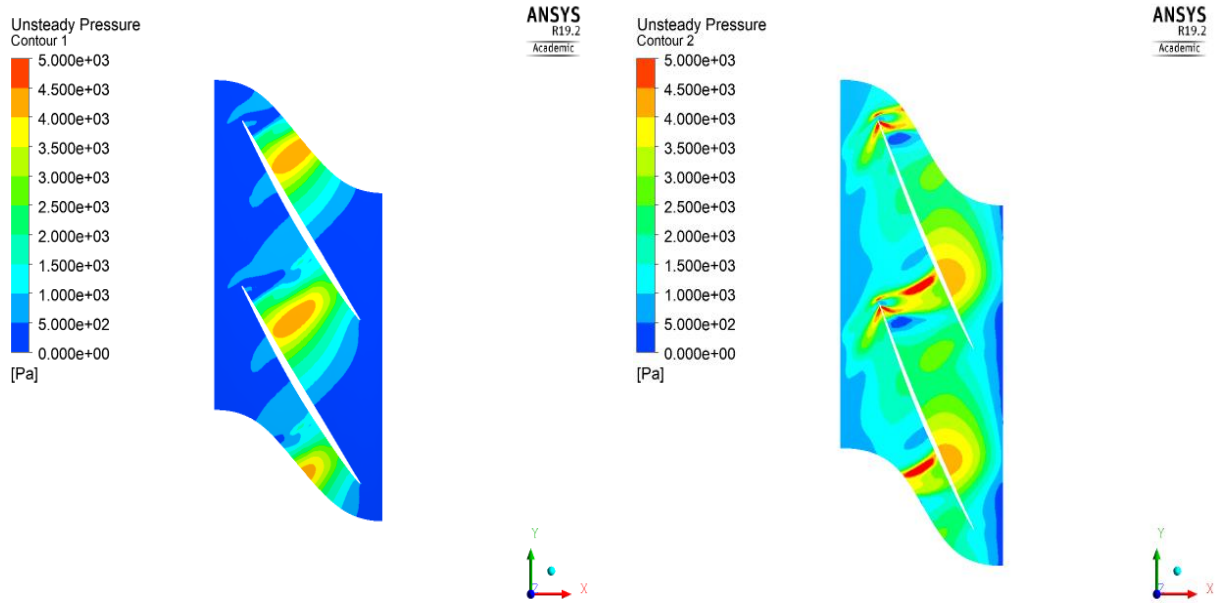 Unsteady Pressure
Contour 1
5.000e+03
4.500e+03
4.000e+03
3.500e+03
3.000e+03
2.500e+03
2.000e+03
1.500e+03
1.000e+03
5.000e+02
0.000e+00
[Pa]
ANSYS
R19.2
Academic
Y
Z
X
Unsteady Pressure
Contour 2
5.000e+03
4.500e+03
4.000e+03
3.500e+03
3.000e+03
2.500e+03
2.000e+03
1.500e+03
1.000e+03
5.000e+02
0.000e+00
[Pa]
ANSYS
R19.2
Academic
Y
Z
X